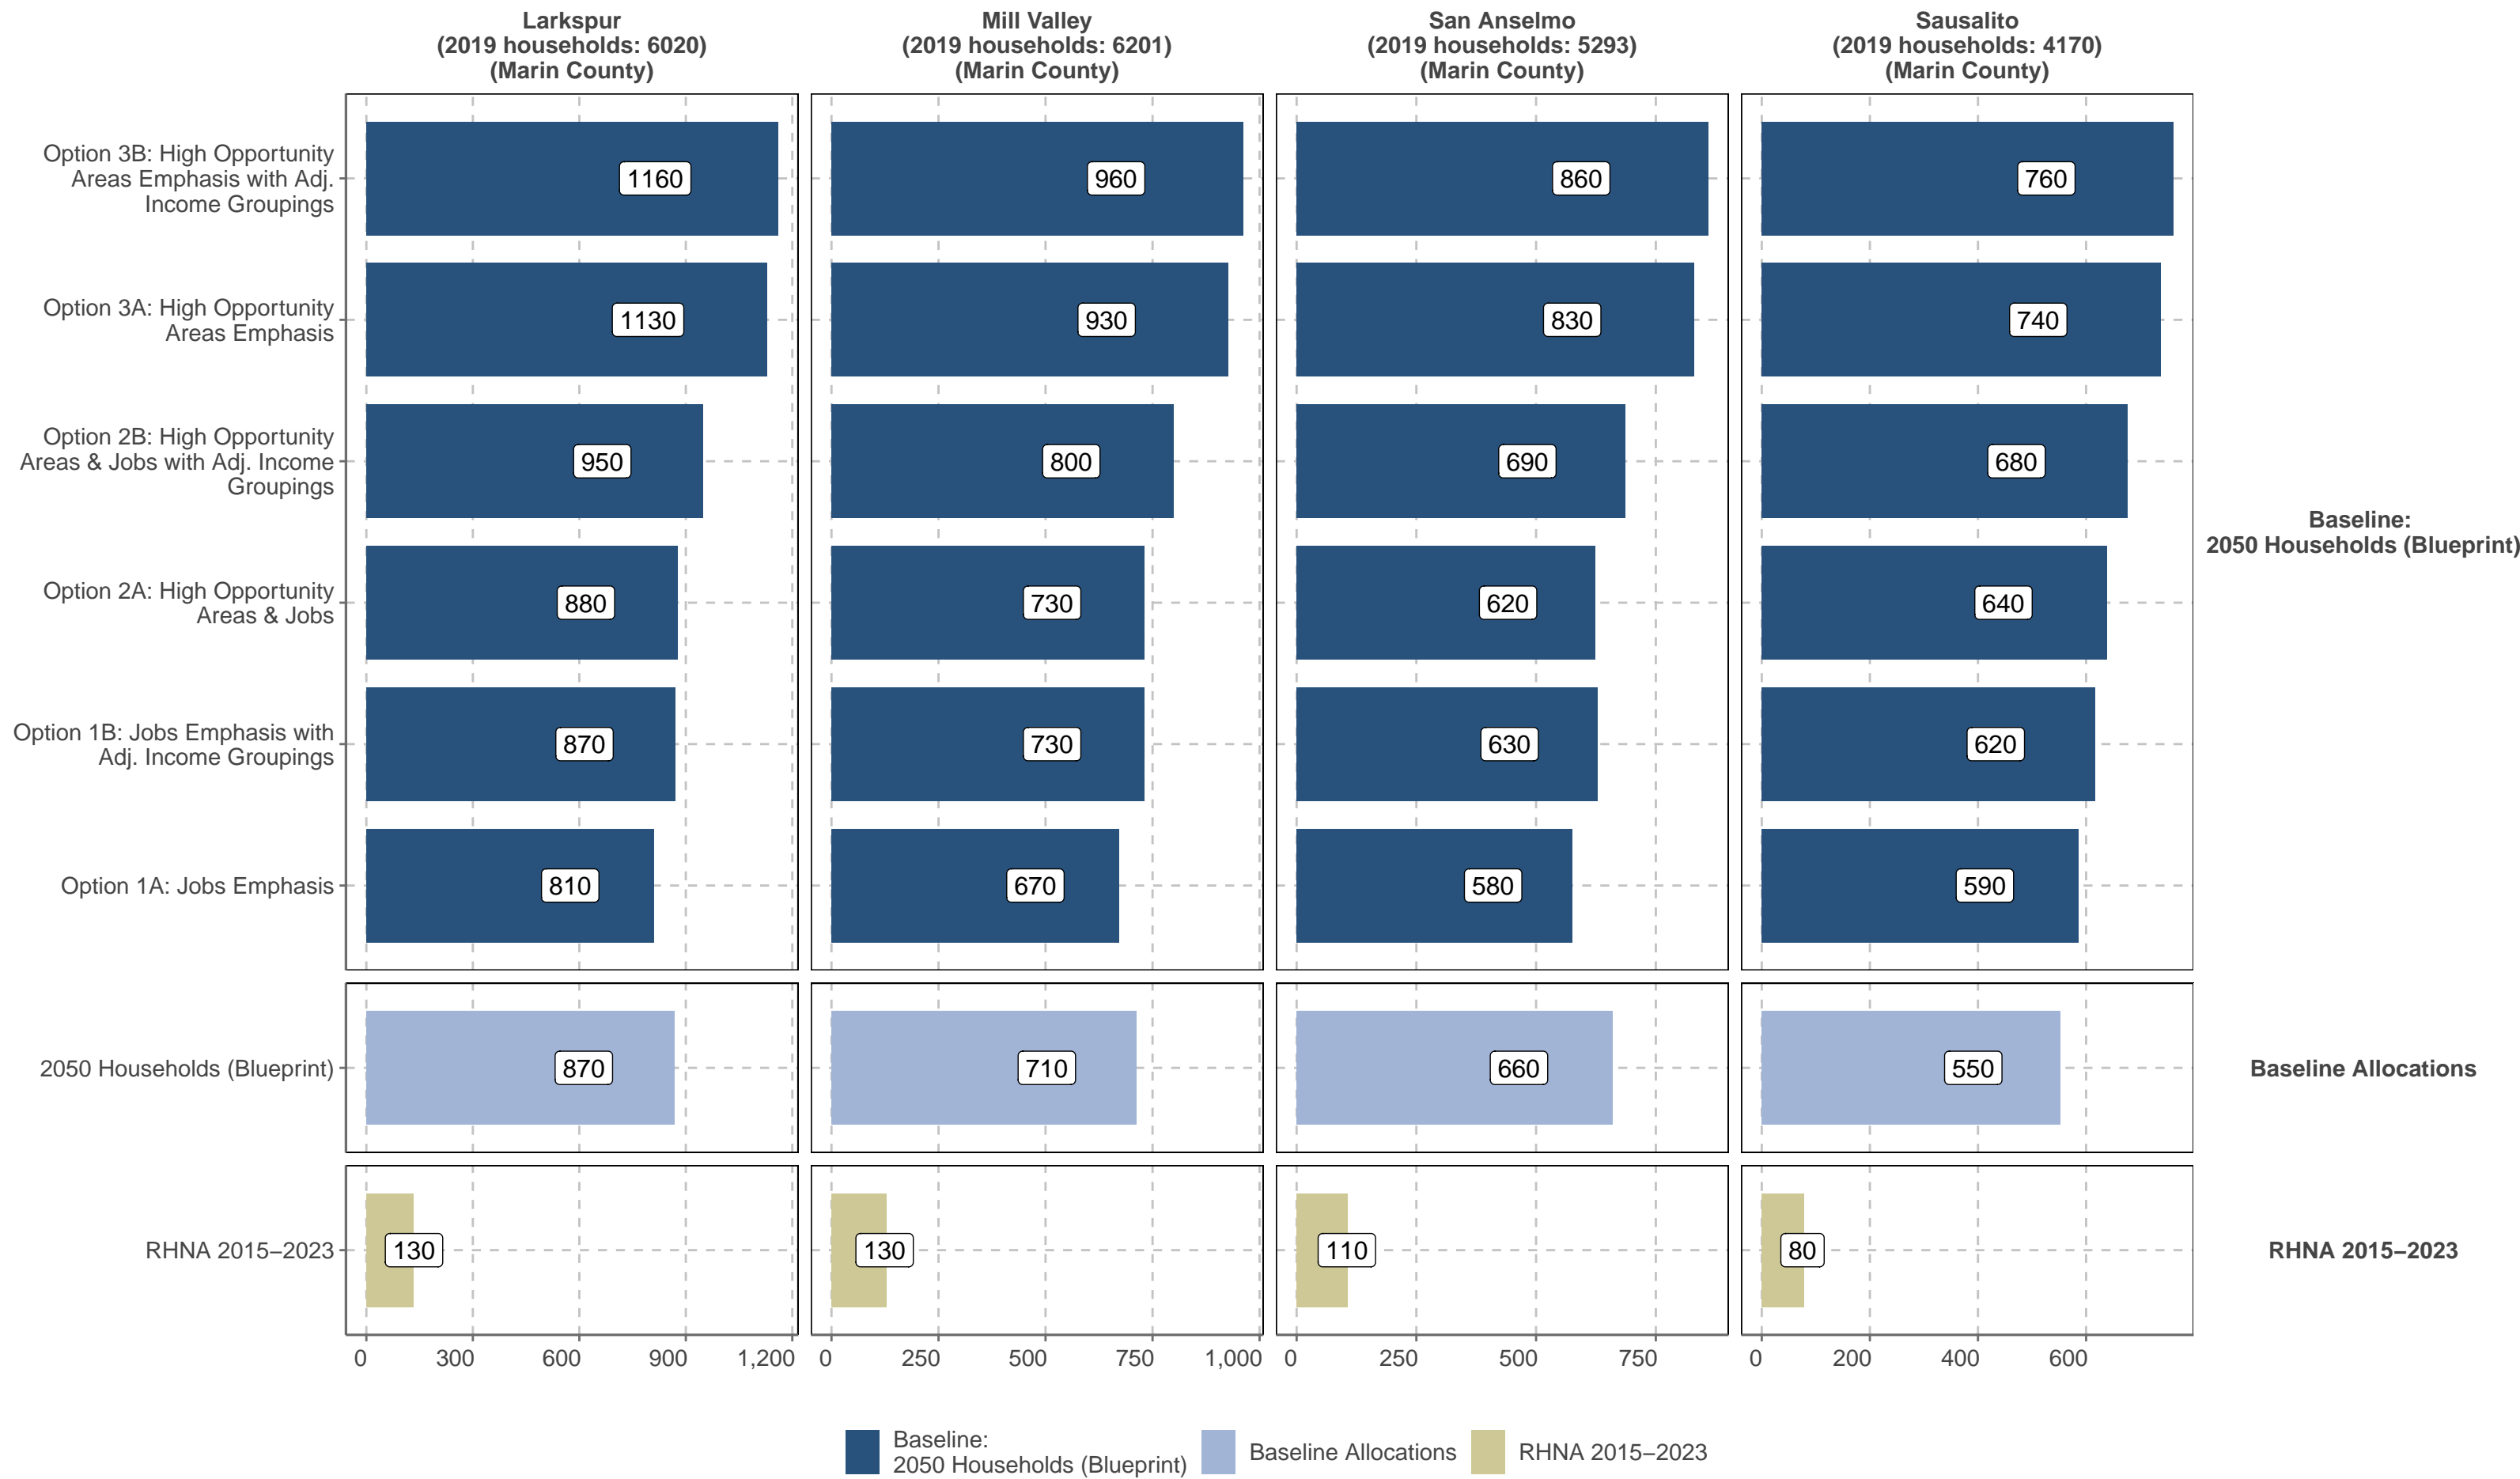 Larkspur
(2019 households: 6020)
(Marin County)
Mill Valley
(2019 households: 6201)
(Marin County)
San Anselmo
(2019 households: 5293)
(Marin County)
Sausalito
(2019 households: 4170)
(Marin County)
Option 3B: High Opportunity
Areas Emphasis with Adj.
Income Groupings
1160
960
860
760
Option 3A: High Opportunity
Areas Emphasis
1130
930
830
740
Option 2B: High Opportunity
Areas & Jobs with Adj. Income
Groupings
950
800
690
680
Baseline:
2050 Households (Blueprint)
Option 2A: High Opportunity
Areas & Jobs
880
730
620
640
Option 1B: Jobs Emphasis with
Adj. Income Groupings
870
730
630
620
Option 1A: Jobs Emphasis
810
670
580
590
2050 Households (Blueprint)
870
710
660
550
Baseline Allocations
RHNA 2015–2023
130
130
110
80
RHNA 2015–2023
0 300 600 900 1,200
0 250 500 750 1,000
0 250 500 750
0 200 400 600
Baseline:
2050 Households (Blueprint)
Baseline Allocations
RHNA 2015–2023